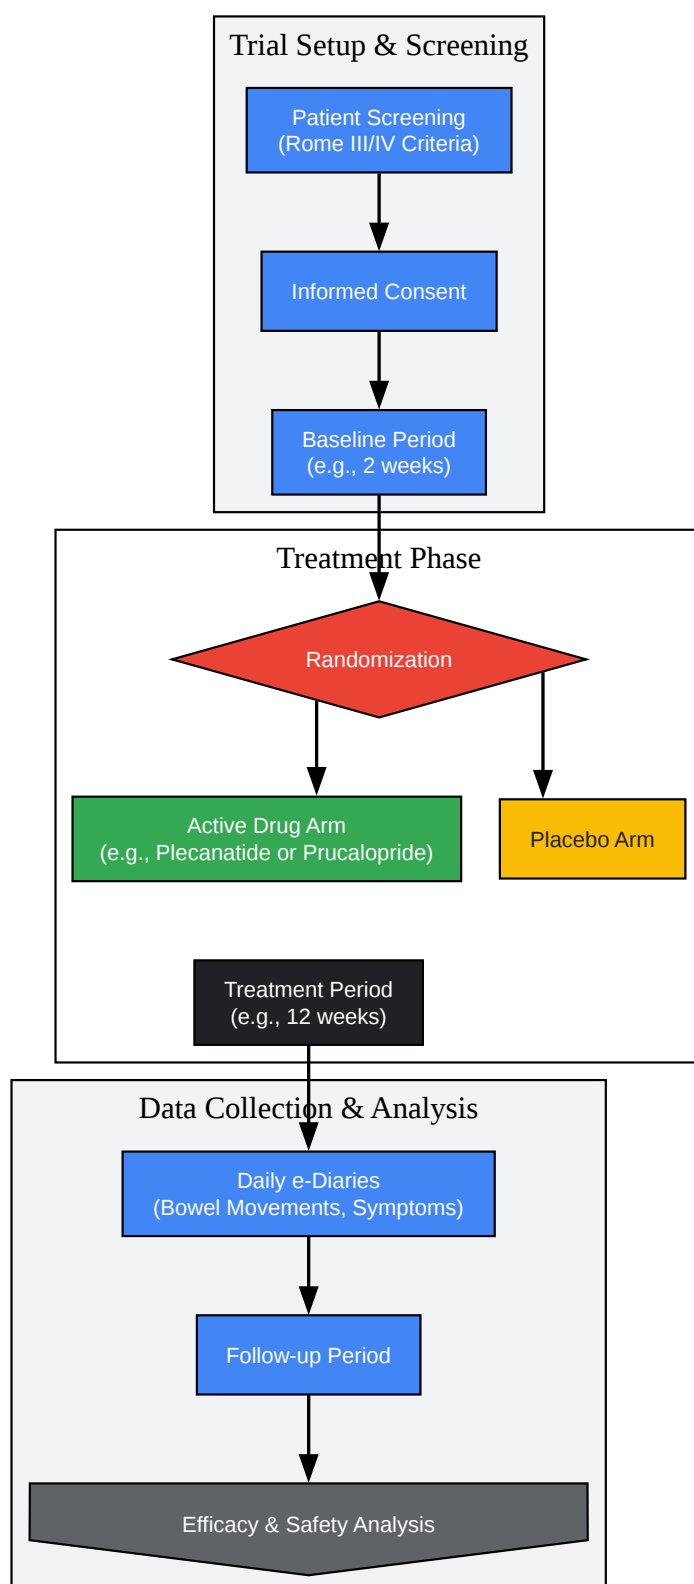 Trial Setup & Screening
Patient Screening
(Rome III/IV Criteria)
Informed Consent
Baseline Period
(e.g., 2 weeks)
Treatment Phase
Randomization
Active Drug Arm
(e.g., Plecanatide or Prucalopride)
Placebo Arm
Treatment Period
(e.g., 12 weeks)
Data Collection & Analysis
Daily e-Diaries
(Bowel Movements, Symptoms)
Follow-up Period
Efficacy & Safety Analysis